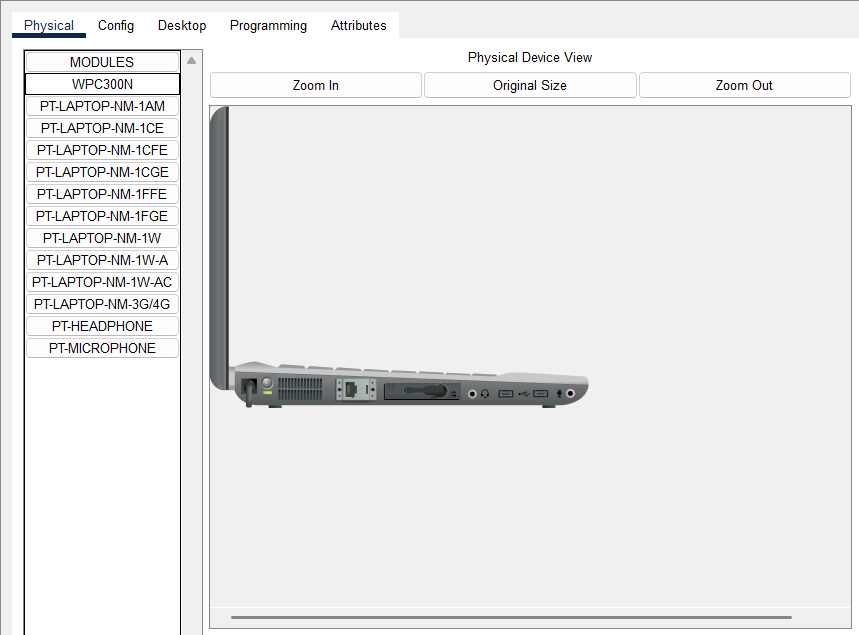 Physical Config Desktop Programming Attributes
MODULES
WPC300N
PT-LAPTOP-NM-1AM
PT-LAPTOP-NM-1CE
PT-LAPTOP-NM-1CFE
PT-LAPTOP-NM-1CGE
PT-LAPTOP-NM-1FFE
PT-LAPTOP-NM-1FGE
PT-LAPTOP-NM-1W
PT-LAPTOP-NM-1W-A
PT-LAPTOP-NM-1W-AC
PT-LAPTOP-NM-3G/4G
PT-HEADPHONE
PT-MICROPHONE
Physical Device View
Zoom In Original Size Zoom Out